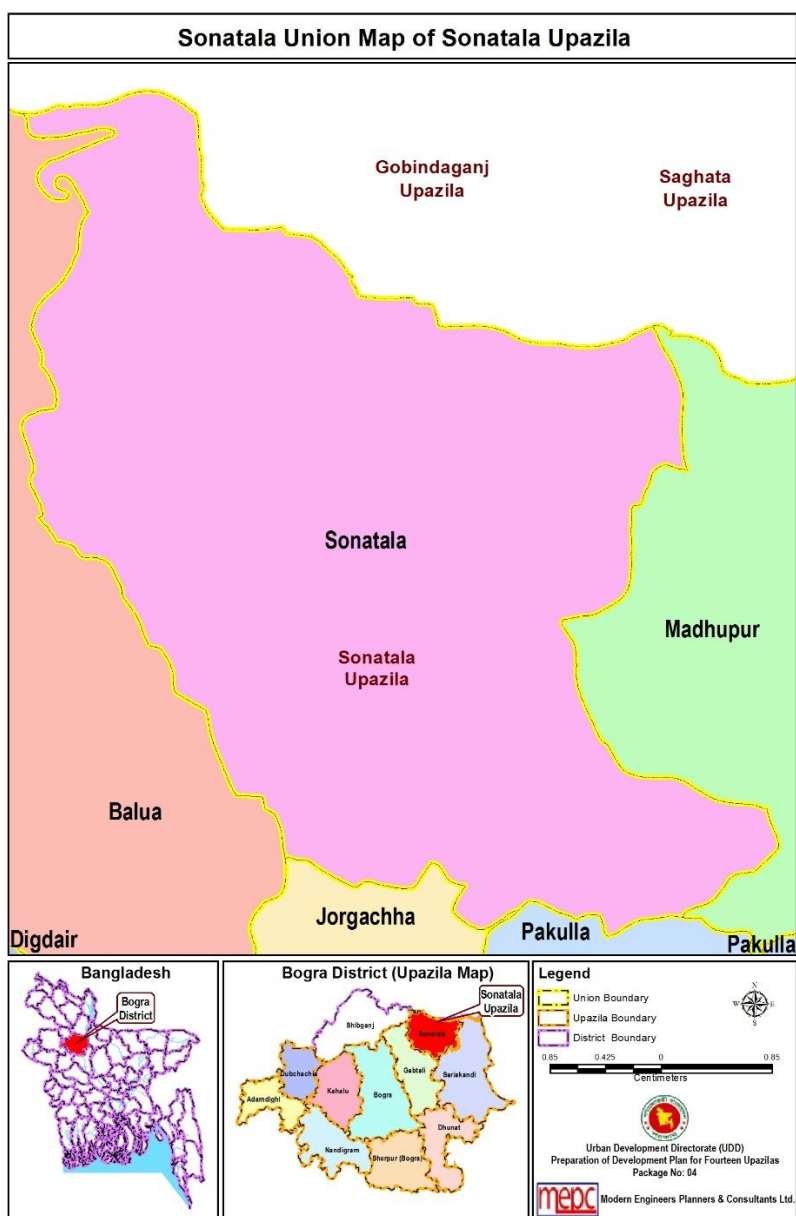 Sonatala Union Map of Sonatala Upazila
Gobindaganj
Upazila
Saghata
Upazila
Sonatala
Madhupur
Sonatala
Upazila
Balua
Jorgachha
Digdair
Pakulla
Pakulla
Bangladesh
Bogra
District
Bogra District (Upazila Map)
Sonatala
Upazila
Shibganj
Sonatala
Dubchachia
Kahalu
Gabtali
Sariakandi
Adamdighi
Bogra
Dhunat
Nandigram
Sherpur (Bogra)
Legend
Union Boundary
Upazila Boundary
District Boundary
N
W
E
S
0.85 0.425 0 0.85
Centimeters
Urban Development Directorate (UDD)
Preparation of Development Plan for Fourteen Upazilas
Package No: 04
mepc Modern Engineers Planners & Consultants Ltd.